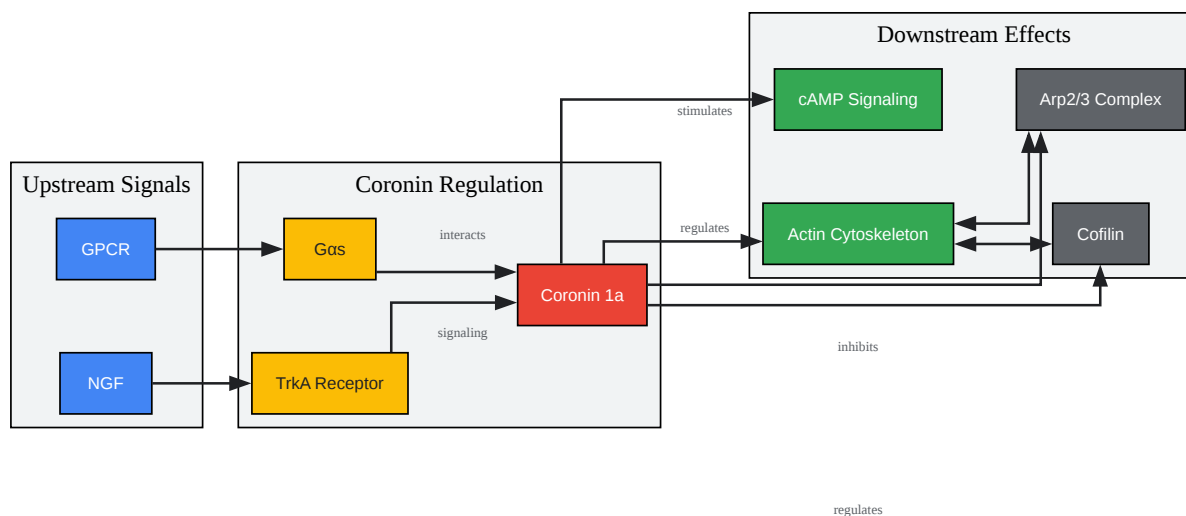 Downstream Effects
cAMP Signaling
Arp2/3 Complex
stimulates
Upstream Signals
Coronin Regulation
GPCR
Gαs
interacts
regulates
Actin Cytoskeleton
Cofilin
Coronin 1a
signaling
inhibits
NGF
TrkA Receptor
regulates